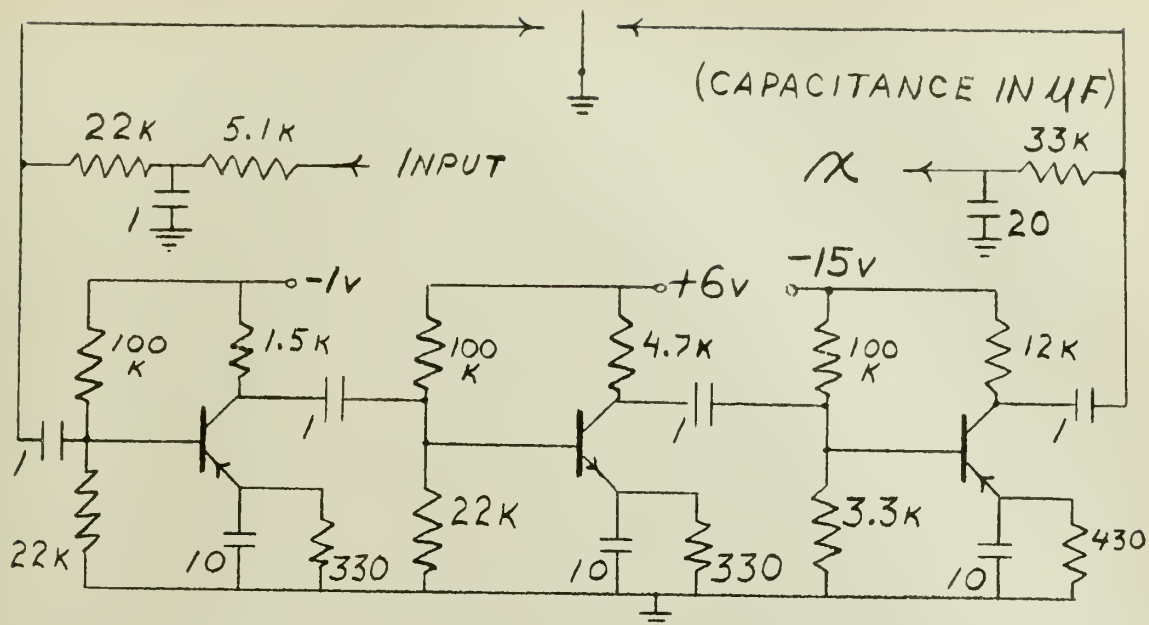 (CAPACITANCE IN μF)
22K
5.1K
INPUT
1
x
33K
20
-1v
+6v
-15v
100
K
1.5K
100
K
4.7K
100
K
12K
1
1
1
1
22K
10
330
22K
10
330
3.3K
10
430